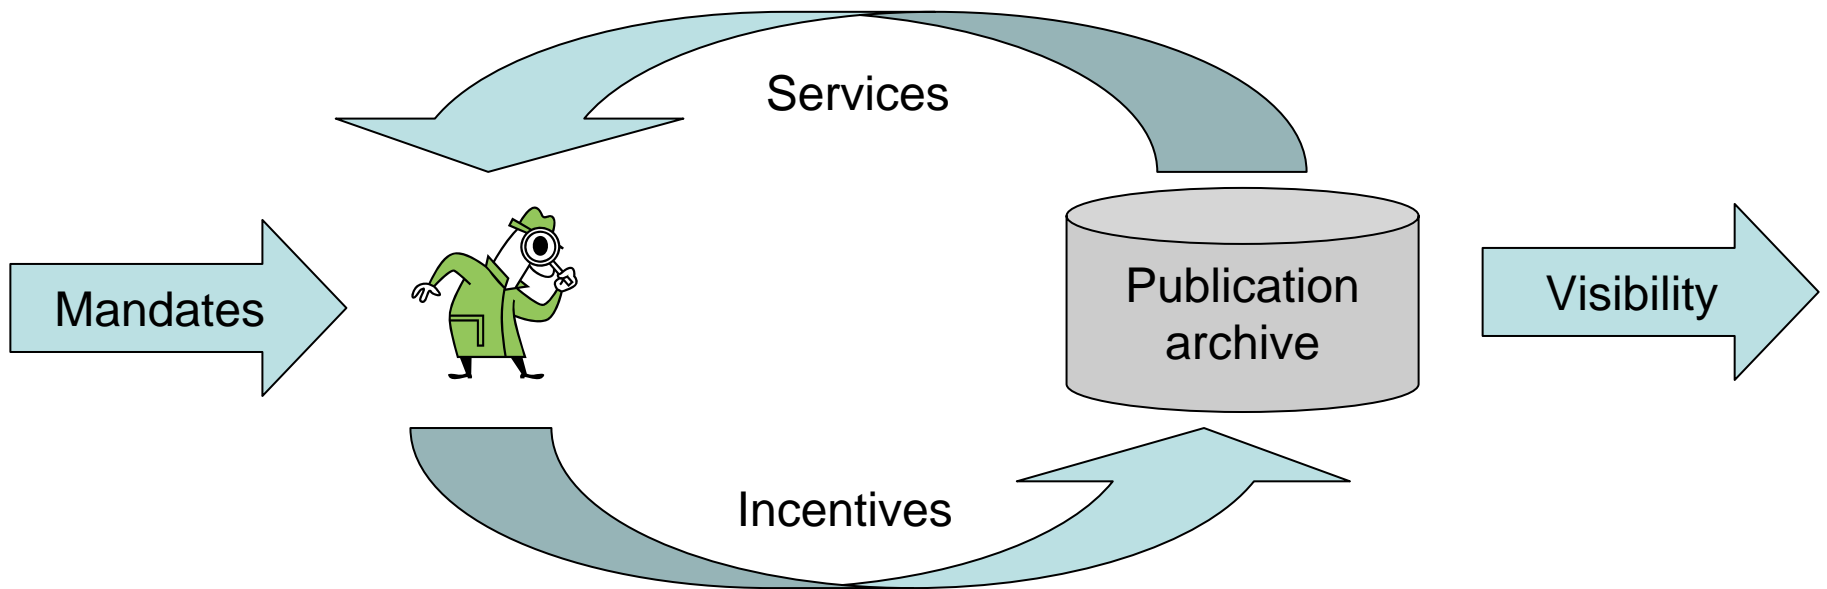 Services
Mandates
Publication
archive
Visibility
Incentives